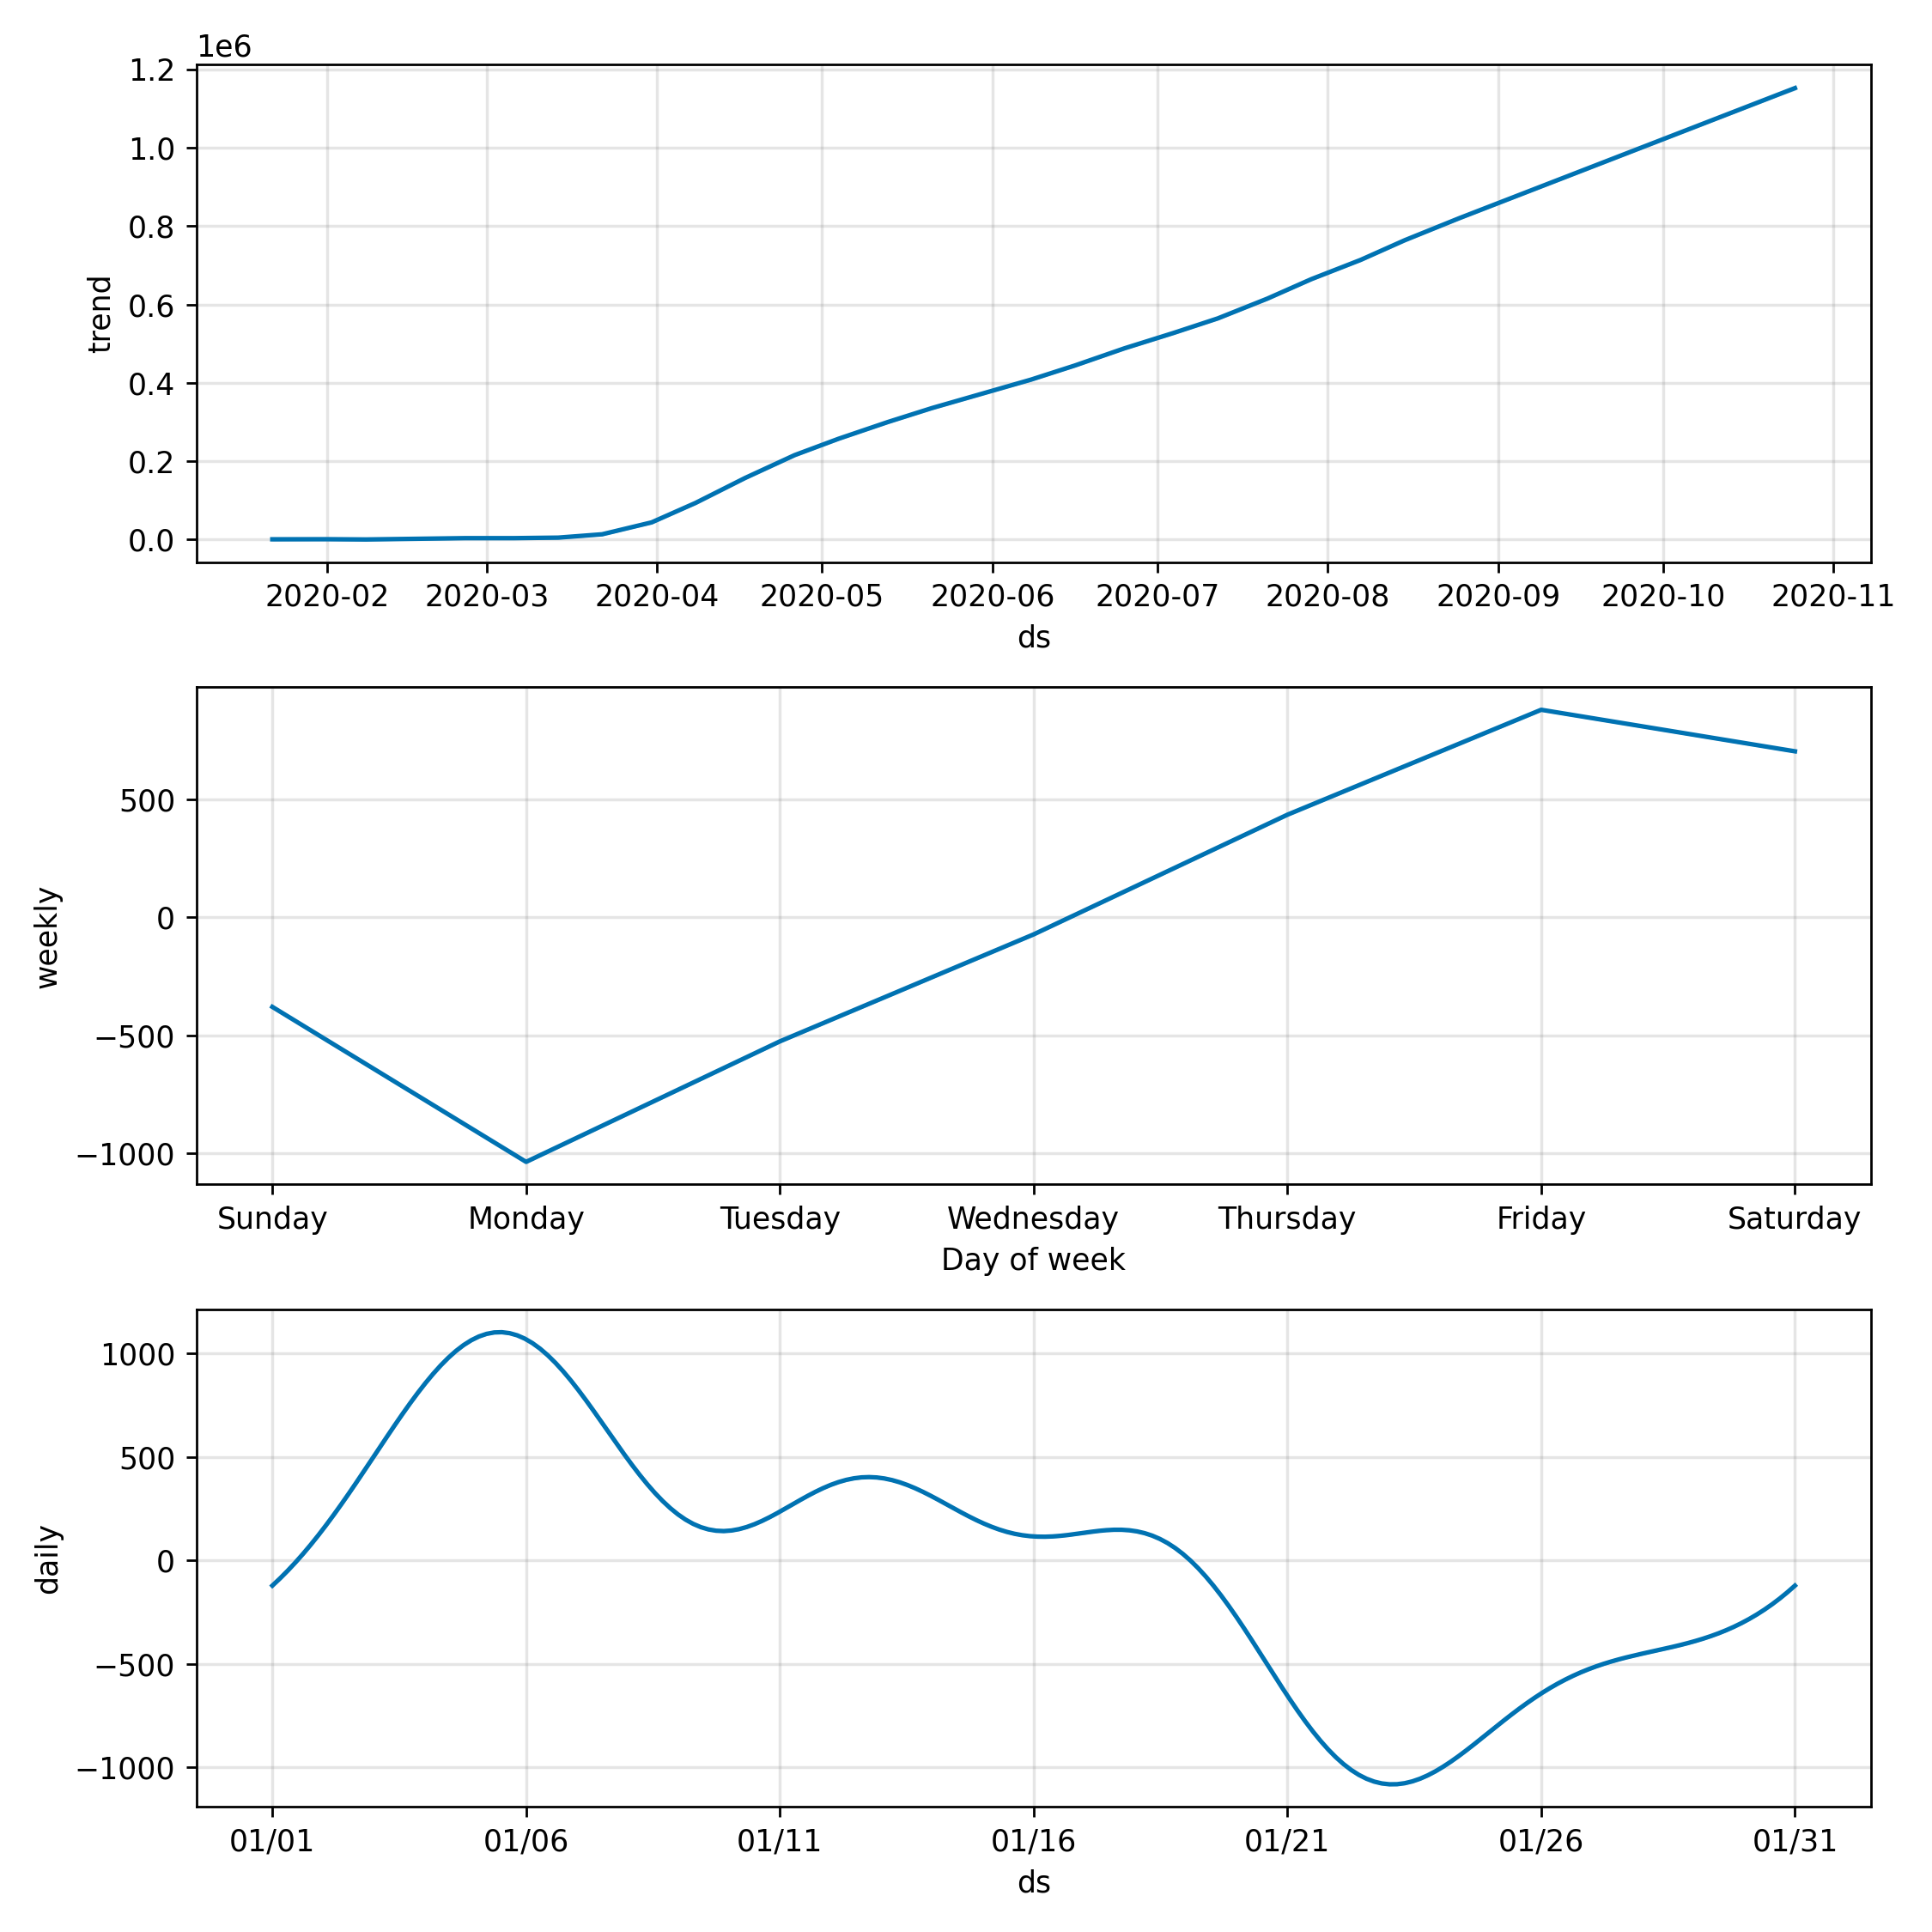 1e6
1.2
1.0
0.8
0.6
0.4
0.2
0.0
trend
2020-02 2020-03 2020-04 2020-05 2020-06 2020-07 2020-08 2020-09 2020-10 2020-11
ds
500
0
−500
−1000
weekly
Sunday Monday Tuesday Wednesday Thursday Friday Saturday
Day of week
1000
500
0
−500
−1000
daily
01/01 01/06 01/11 01/16 01/21 01/26 01/31
ds